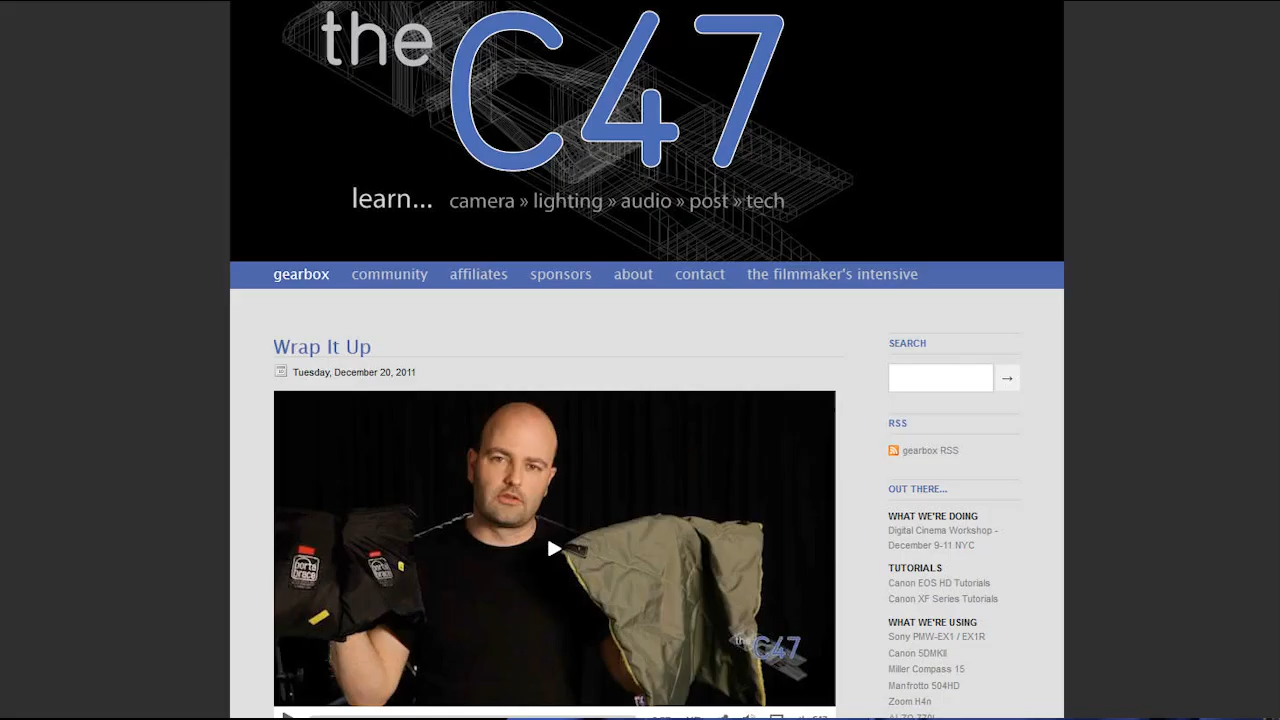 the C47
learn... camera » lighting » audio » post » tech
gearbox community affiliates sponsors about contact the filmmaker's intensive
Wrap It Up
Tuesday, December 20, 2011
porta brace
porta brace
the C47
SEARCH
→
RSS
gearbox RSS
OUT THERE...
WHAT WE'RE DOING
Digital Cinema Workshop -
December 9-11 NYC
TUTORIALS
Canon EOS HD Tutorials
Canon XF Series Tutorials
WHAT WE'RE USING
Sony PMW-EX1 / EX1R
Canon 5DMKII
Miller Compass 15
Manfrotto 504HD
Zoom H4n